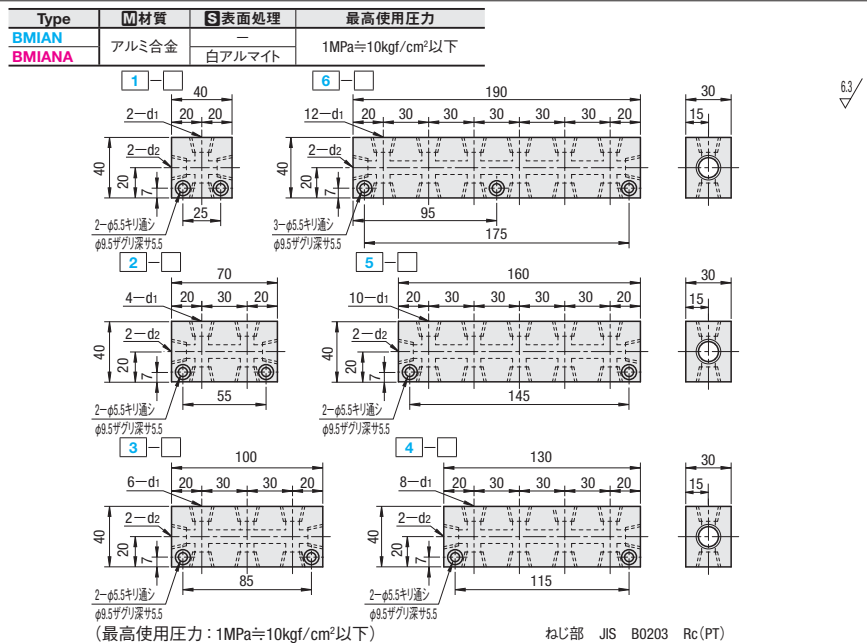 Type M材質 S表面処理 最高使用圧力
BMIAN アルミ合金 － 1MPa≒10kgf/cm²以下
BMIANA 白アルマイト
1－□
40
20 20
2－d1
2－d2
40
20
7
25
2－φ5.5キリ通シ
φ9.5ザグリ深サ5.5
6－□
190
20 30 30 30 30 30 20
12－d1
2－d2
40
20
7
95
175
3－φ5.5キリ通シ
φ9.5ザグリ深サ5.5
30
15
6.3
2－□
70
20 30 20
4－d1
2－d2
40
20
7
55
2－φ5.5キリ通シ
φ9.5ザグリ深サ5.5
5－□
160
20 30 30 30 30 20
10－d1
2－d2
40
20
7
145
2－φ5.5キリ通シ
φ9.5ザグリ深サ5.5
30
15
3－□
100
20 30 30 20
6－d1
2－d2
40
20
7
85
2－φ5.5キリ通シ
φ9.5ザグリ深サ5.5
4－□
130
20 30 30 30 20
8－d1
2－d2
40
20
7
115
2－φ5.5キリ通シ
φ9.5ザグリ深サ5.5
30
15
(最高使用圧力：1MPa≒10kgf/cm²以下)
ねじ部 JIS B0203 Rc(PT)